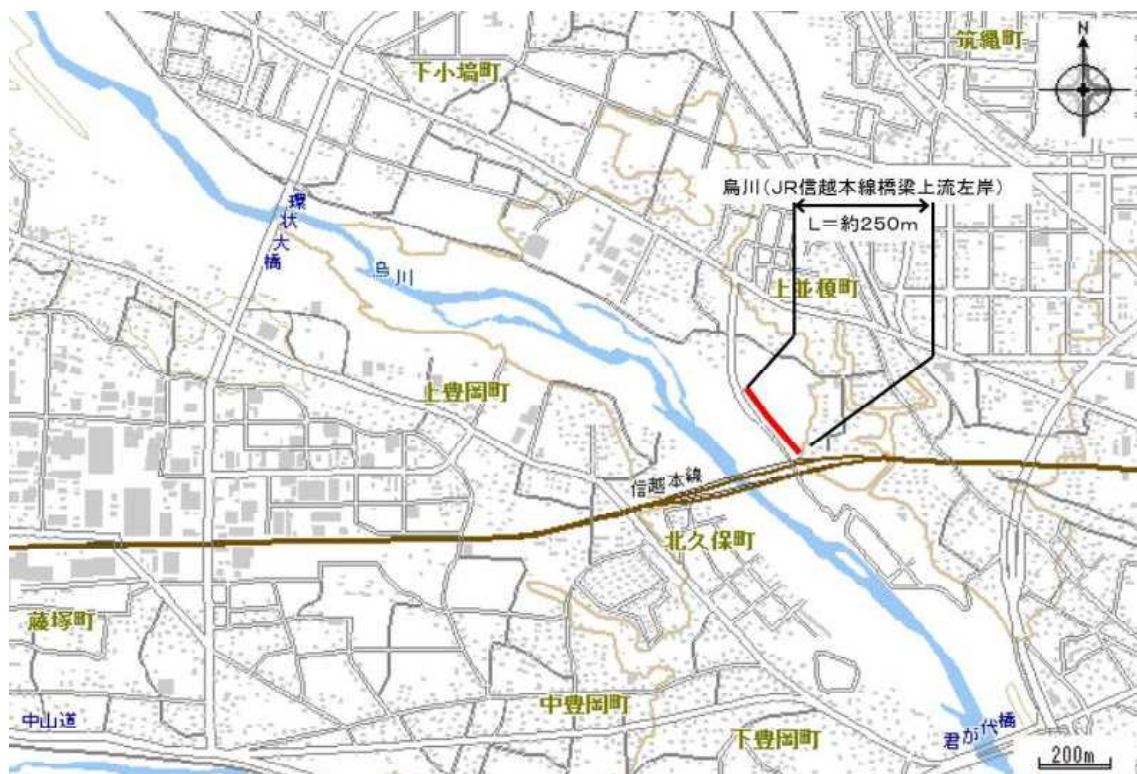 筑縄町
N
下小塙町
烏川(JR信越本線橋梁上流左岸)
L=約250m
環状大橋
烏川
上並榎町
上豊岡町
信越本線
北久保町
藤塚町
中豊岡町
中山道
下豊岡町
君が代橋
200m